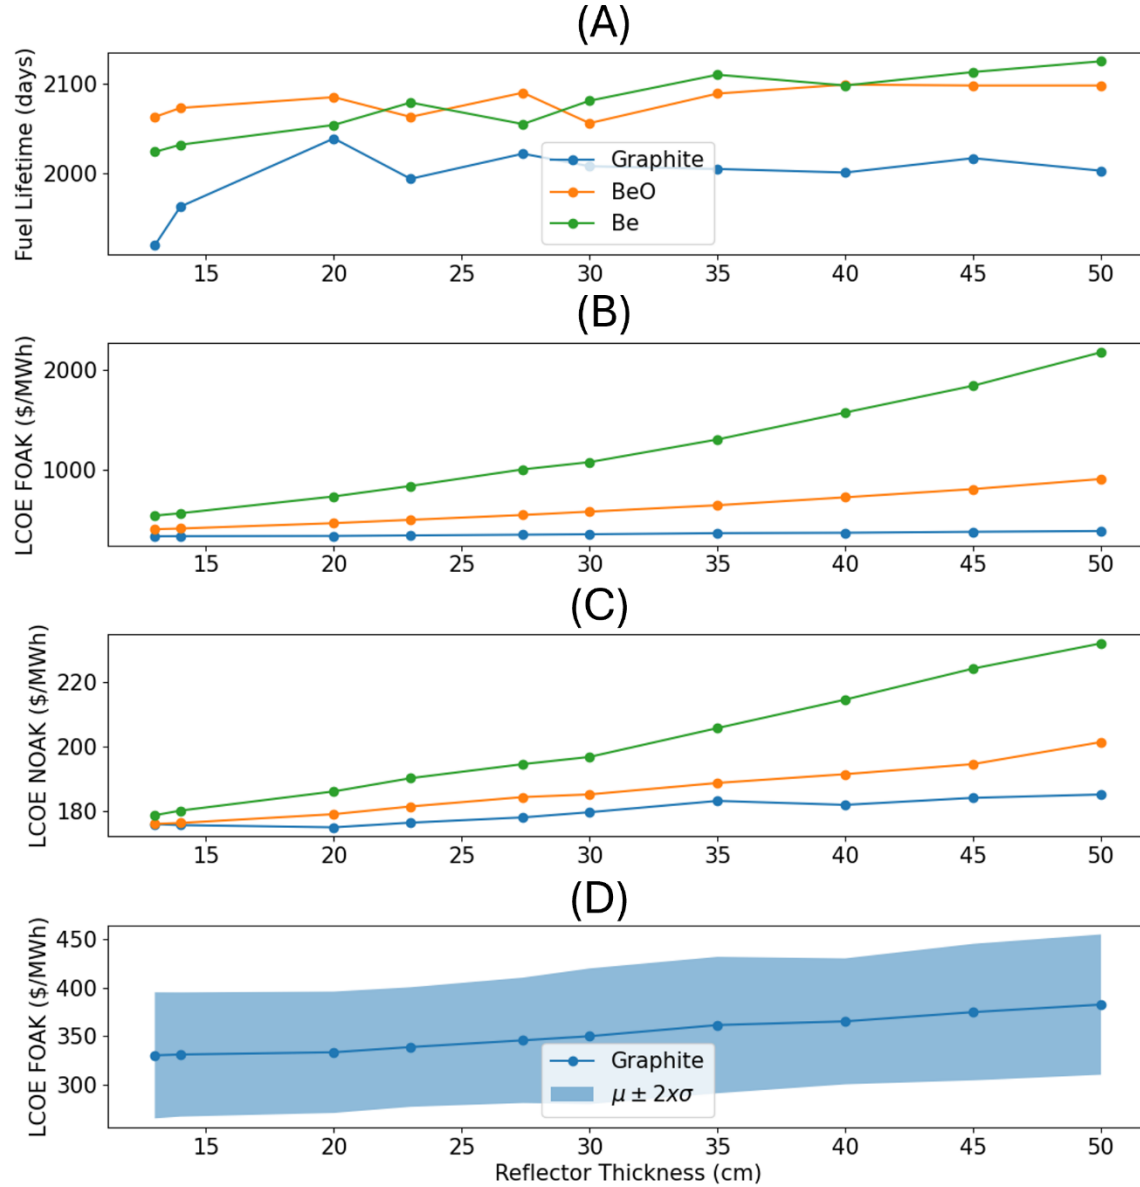 (A)
Fuel Lifetime (days)
2100
2000
Graphite
BeO
Be
15 20 25 30 35 40 45 50
(B)
LCOE FOAK ($/MWh)
2000
1000
15 20 25 30 35 40 45 50
(C)
LCOE NOAK ($/MWh)
220
200
180
15 20 25 30 35 40 45 50
(D)
LCOE FOAK ($/MWh)
450
400
350
300
Graphite
μ ± 2xσ
15 20 25 30 35 40 45 50
Reflector Thickness (cm)